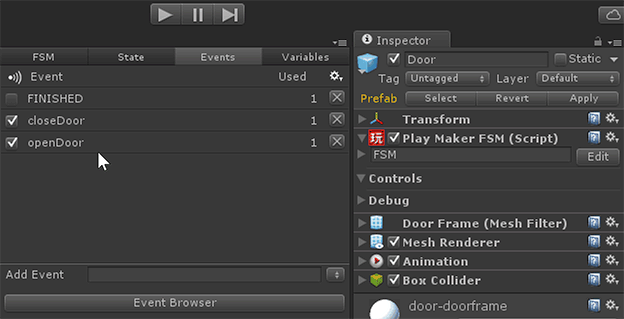 FSM State Events Variables
Event Used
FINISHED 1
closeDoor 1
openDoor 1
Add Event
Event Browser
Inspector
Door Static
Tag Untagged Layer Default
Prefab Select Revert Apply
Transform
玩 Play Maker FSM (Script)
FSM Edit
Controls
Debug
Door Frame (Mesh Filter)
Mesh Renderer
Animation
Box Collider
door-doorframe